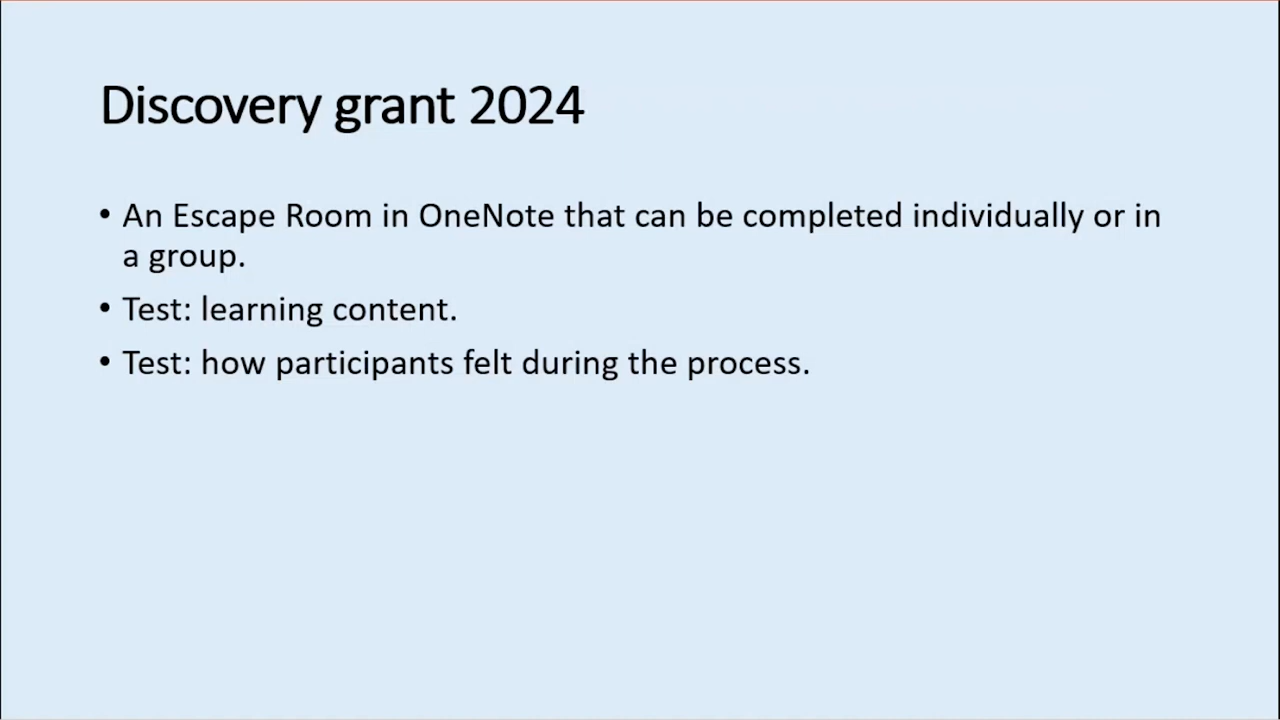 Discovery grant 2024
• An Escape Room in OneNote that can be completed individually or in
a group.
• Test: learning content.
• Test: how participants felt during the process.